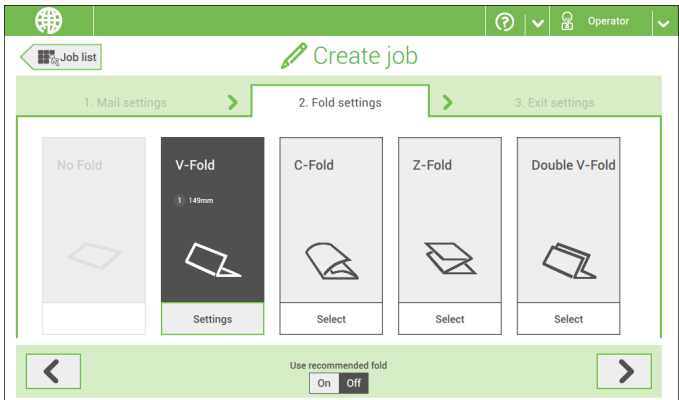 Operator
Job list
Create job
1. Mail settings
2. Fold settings
3. Exit settings
No Fold
V-Fold
1 149mm
Settings
C-Fold
Select
Z-Fold
Select
Double V-Fold
Select
Use recommended fold
On Off